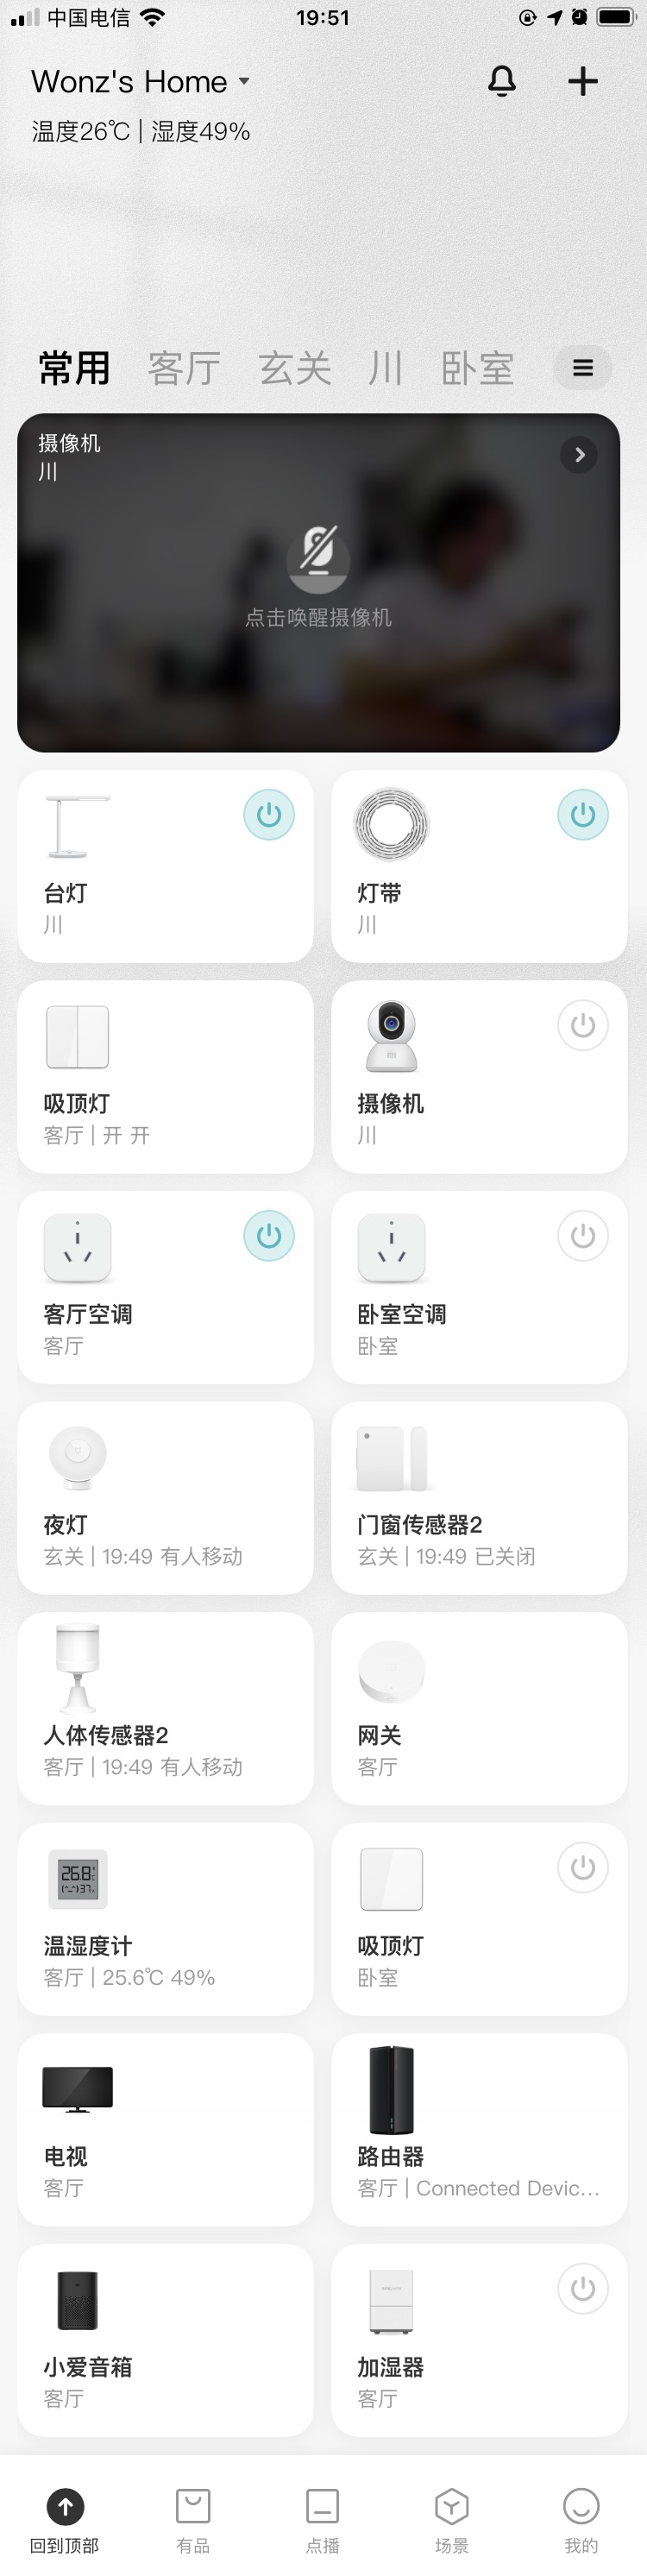 中国电信
19:51
Wonz's Home
温度26℃ | 湿度49%
常用 客厅 玄关 川 卧室
摄像机
川
点击唤醒摄像机
台灯
川
灯带
川
吸顶灯
客厅 | 开 开
摄像机
川
客厅空调
客厅
卧室空调
卧室
夜灯
玄关 | 19:49 有人移动
门窗传感器2
玄关 | 19:49 已关闭
人体传感器2
客厅 | 19:49 有人移动
网关
客厅
26.8
37
温湿度计
客厅 | 25.6℃ 49%
吸顶灯
卧室
电视
客厅
路由器
客厅 | Connected Devic...
小爱音箱
客厅
加湿器
客厅
回到顶部 有品 点播 场景 我的